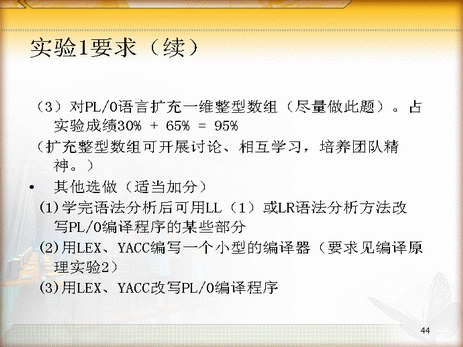 实验1要求（续）
（3）对PL/0语言扩充一维整型数组（尽量做此题）。占
实验成绩30% + 65% = 95%
（扩充整型数组可开展讨论、相互学习，培养团队精
神。）
• 其他选做（适当加分）
(1)学完语法分析后可用LL（1）或LR语法分析方法改
写PL/0编译程序的某些部分
(2)用LEX、YACC编写一个小型的编译器（要求见编译原
理实验2）
(3)用LEX、YACC改写PL/0编译程序
44